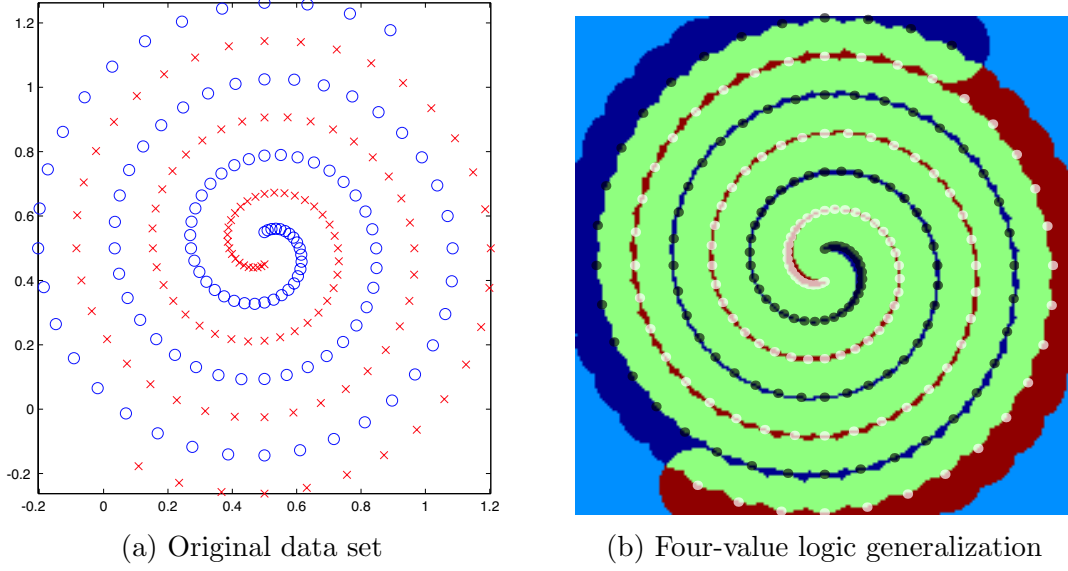 1.2
1
0.8
0.6
0.4
0.2
0
-0.2
-0.2 0 0.2 0.4 0.6 0.8 1 1.2
(a) Original data set
(b) Four-value logic generalization